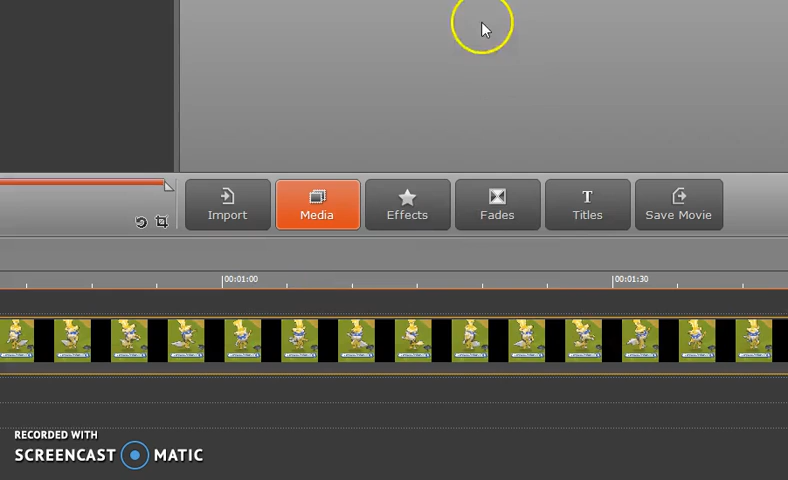 Import
Media
Effects
Fades
T
Titles
Save Movie
00:01:00
00:01:30
RECORDED WITH
SCREENCAST MATIC